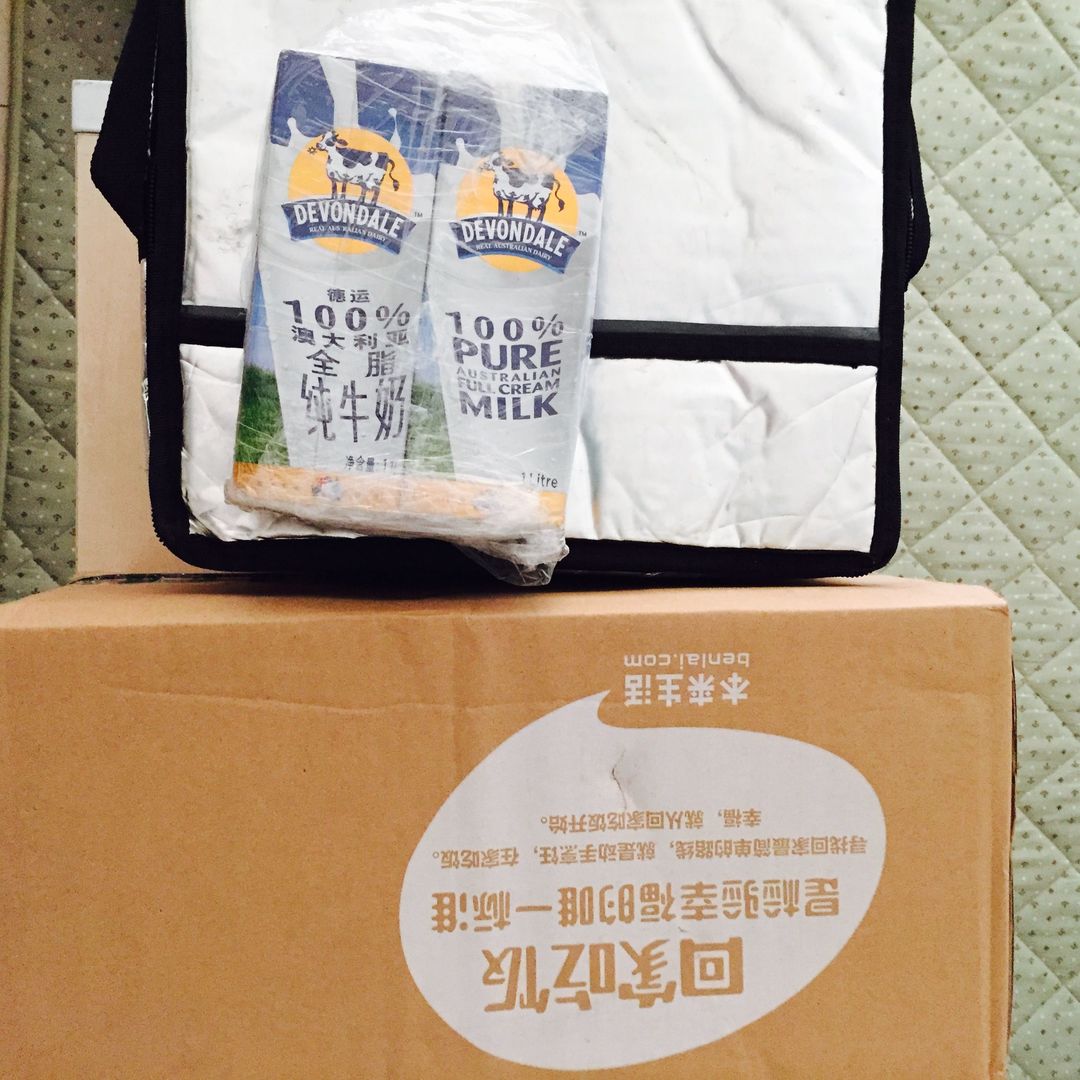 DEVONDALE
REAL AUSTRALIAN DAIRY
德运
100%
澳大利亚
全脂
纯牛奶
净含量:1
DEVONDALE
REAL AUSTRALIAN DAIRY
100%
PURE
AUSTRALIAN
FULL CREAM
MILK
1 Litre
回家吃饭
是检验幸福的唯一标准
寻找回家最简单的路线，就是动手烹饪，在家吃饭。
幸福，就从回家吃饭开始。
本来生活
benlai.com